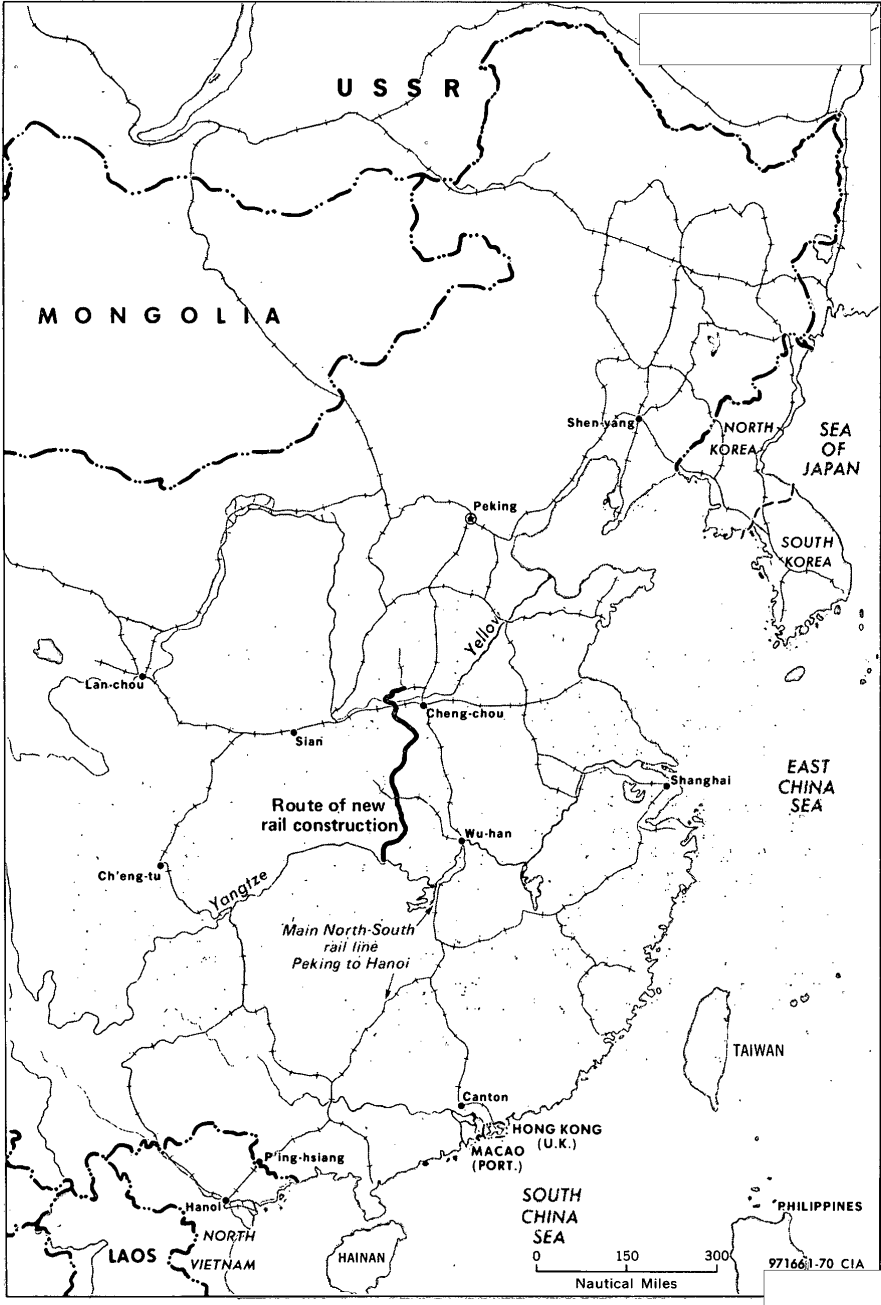 USSR
MONGOLIA
Shen-yang
NORTH
KOREA
SEA
OF
JAPAN
Peking
SOUTH
KOREA
Yellow
Lan-chou
Cheng-chou
Sian
EAST
CHINA
SEA
Shanghai
Route of new
rail construction
Wu-han
Ch'eng-tu
Yangtze
Main North-South
rail line
Peking to Hanoi
TAIWAN
Canton
HONG KONG
(U.K.)
MACAO
(PORT.)
P'ing-hsiang
Hanoi
SOUTH
CHINA
SEA
PHILIPPINES
NORTH
VIETNAM
LAOS
HAINAN
0 150 300
Nautical Miles
971661-70 CIA